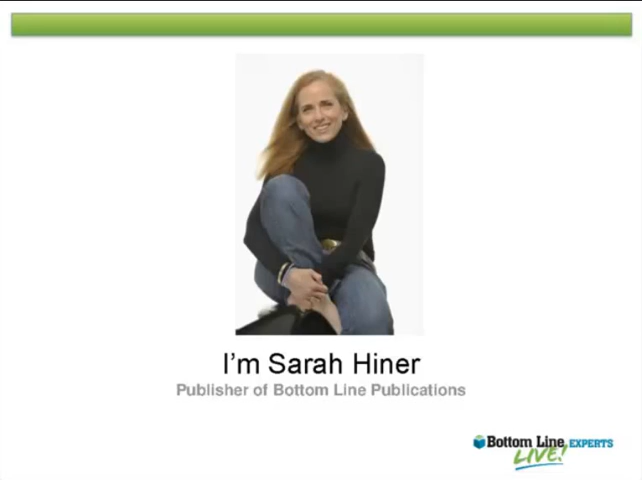 I'm Sarah Hiner
Publisher of Bottom Line Publications
Bottom Line EXPERTS
LIVE!